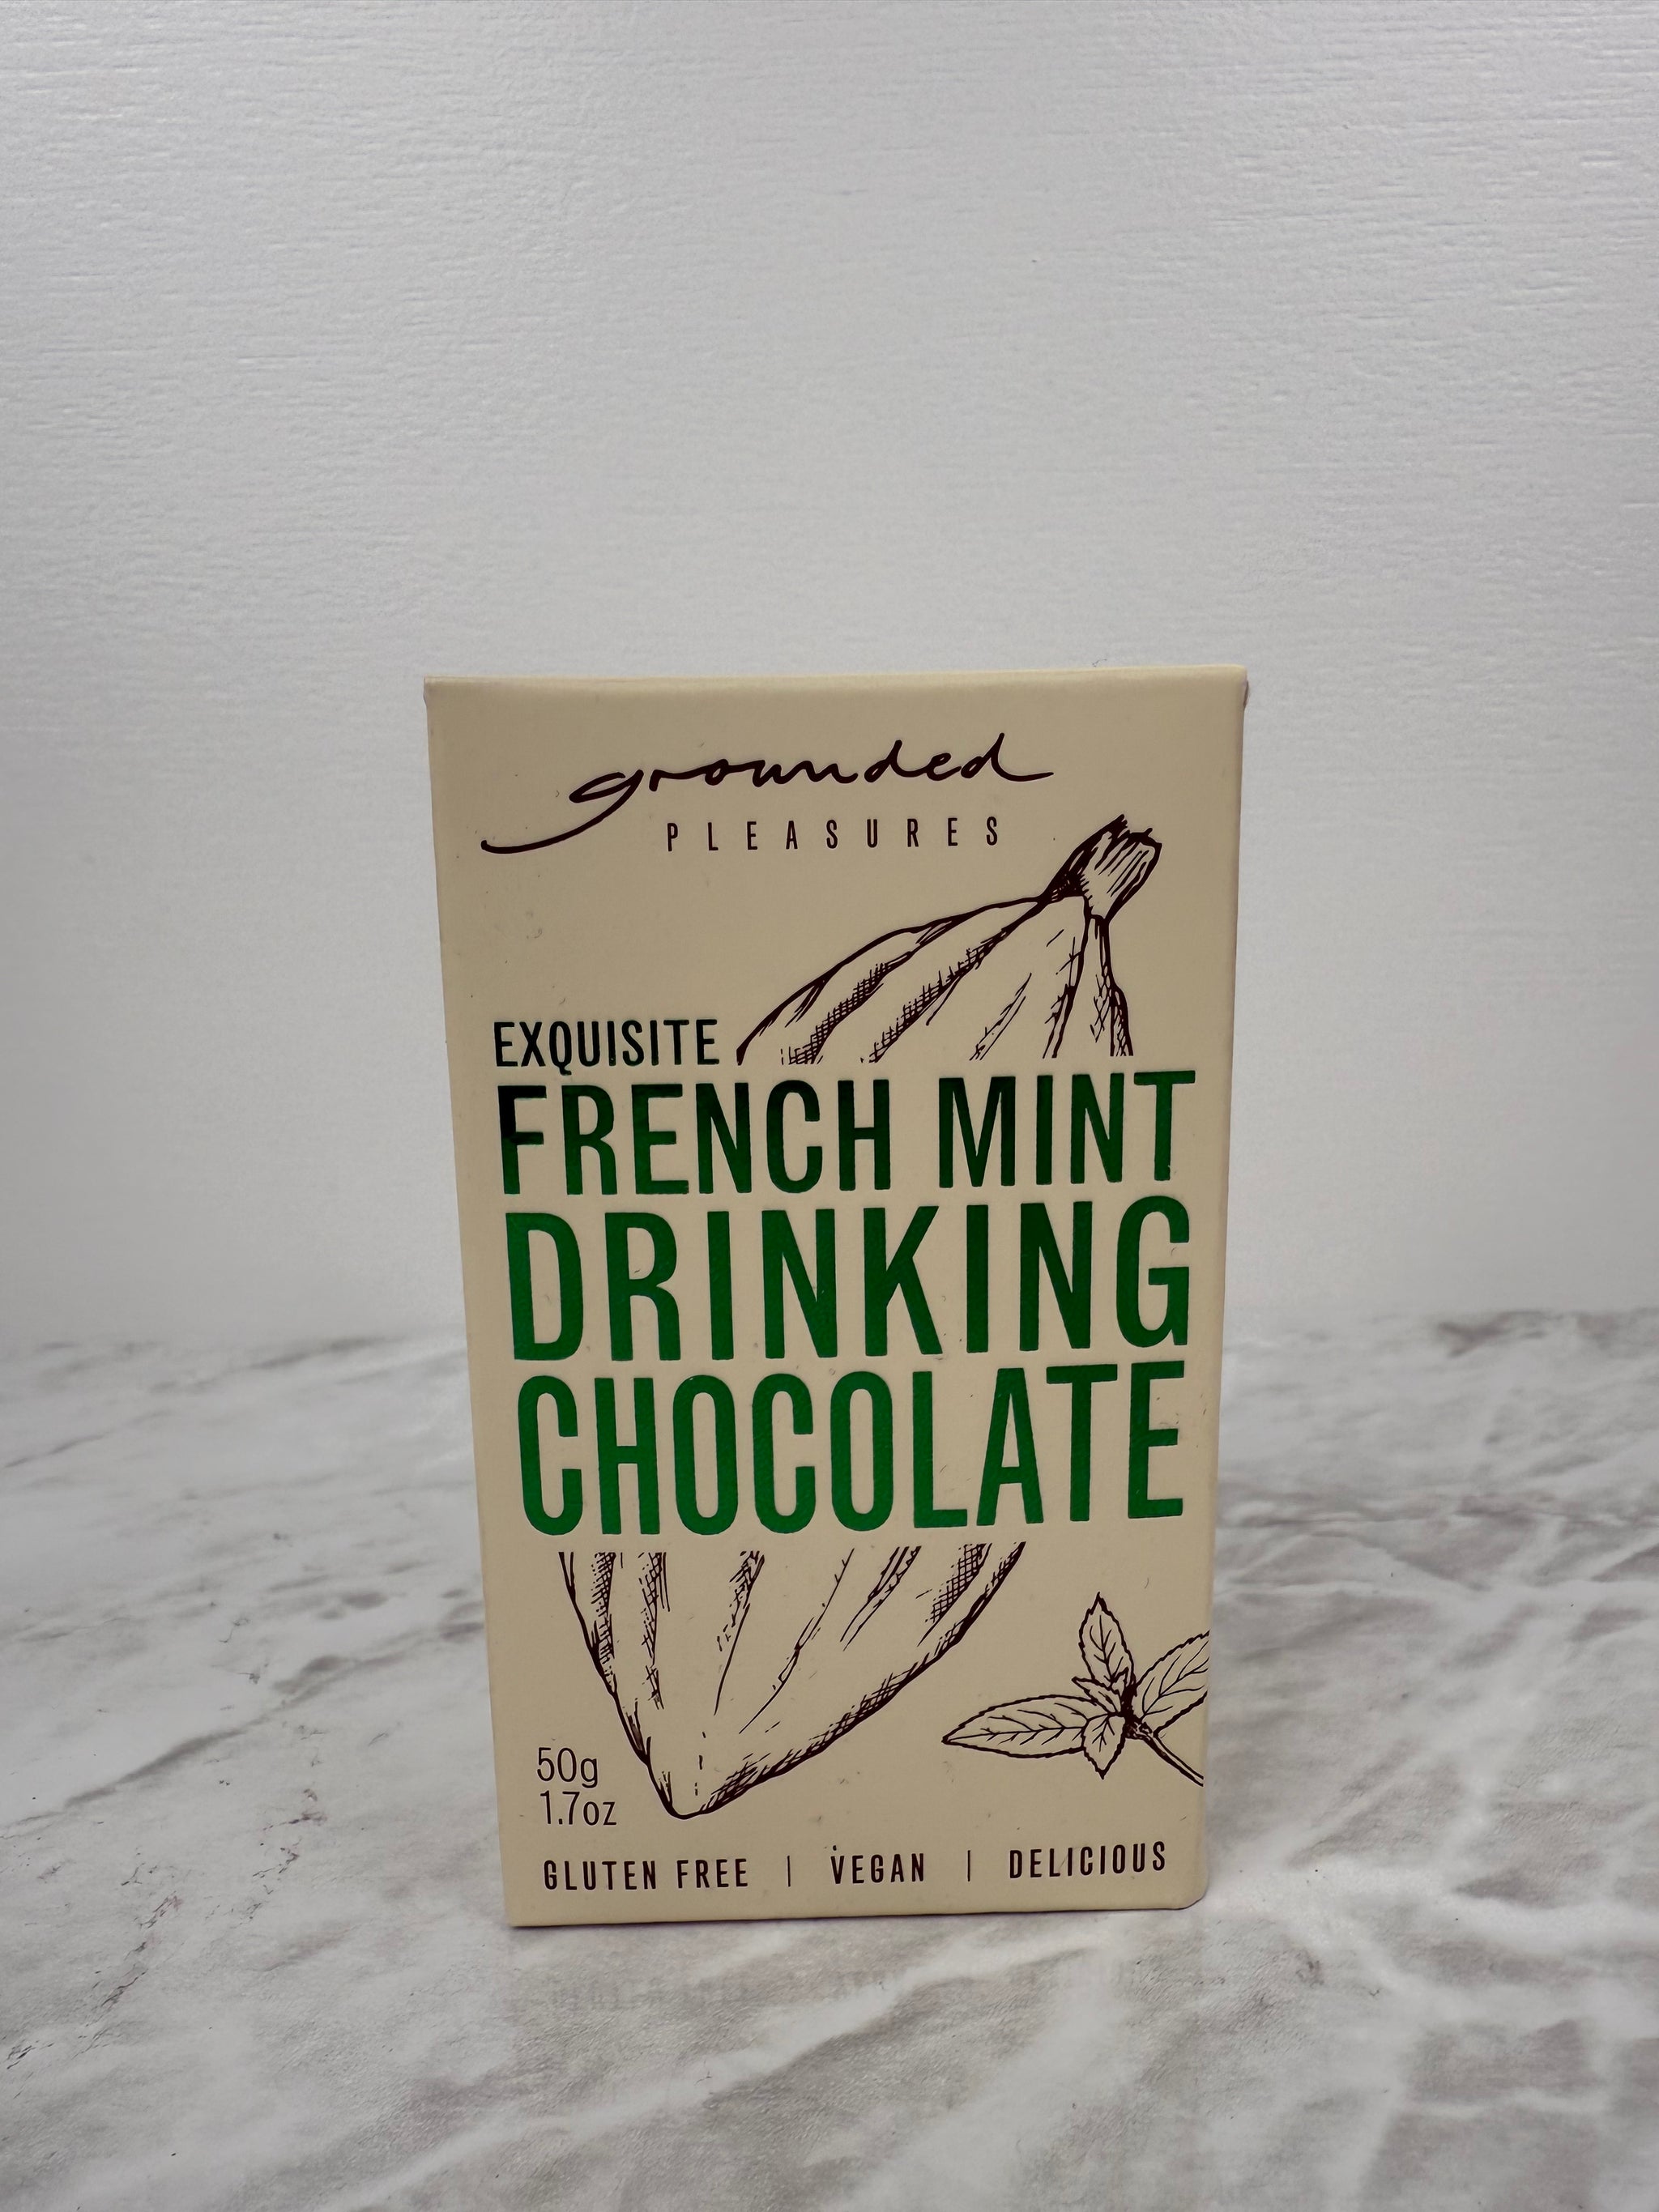 grounded
PLEASURES
EXQUISITE
FRENCH MINT
DRINKING
CHOCOLATE
50g
1.7oz
GLUTEN FREE | VEGAN | DELICIOUS